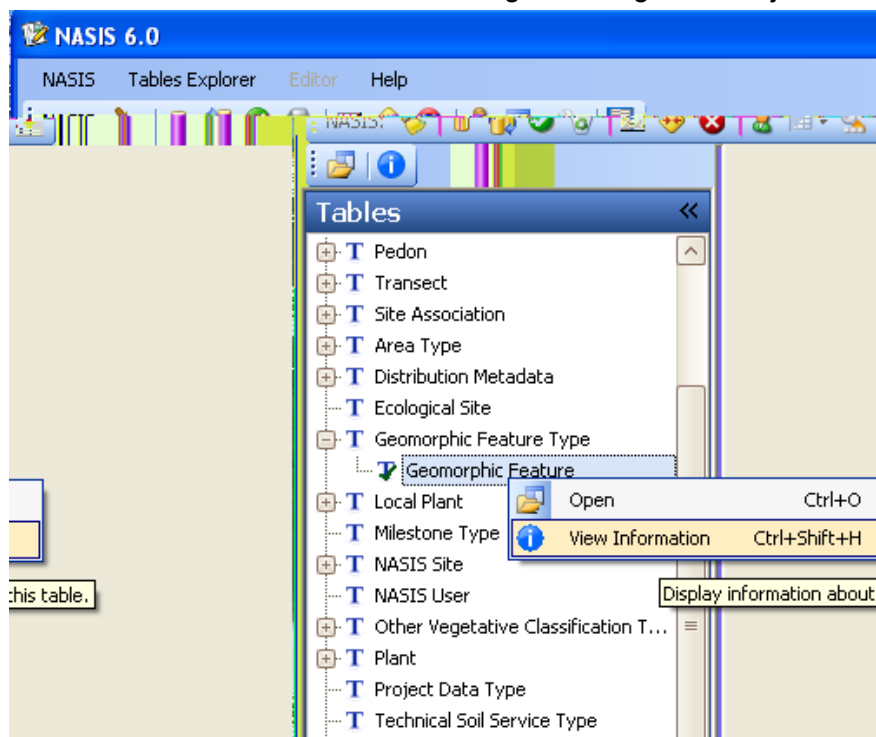 NASIS 6.0
NASIS Tables Explorer Editor Help
NASIS:
Tables
T Pedon
T Transect
T Site Association
T Area Type
T Distribution Metadata
T Ecological Site
T Geomorphic Feature Type
Geomorphic Feature
T Local Plant Open Ctrl+O
T Milestone Type View Information Ctrl+Shift+H
T NASIS Site
this table. T NASIS User Display information about
T Other Vegetative Classification T...
T Plant
T Project Data Type
T Technical Soil Service Type